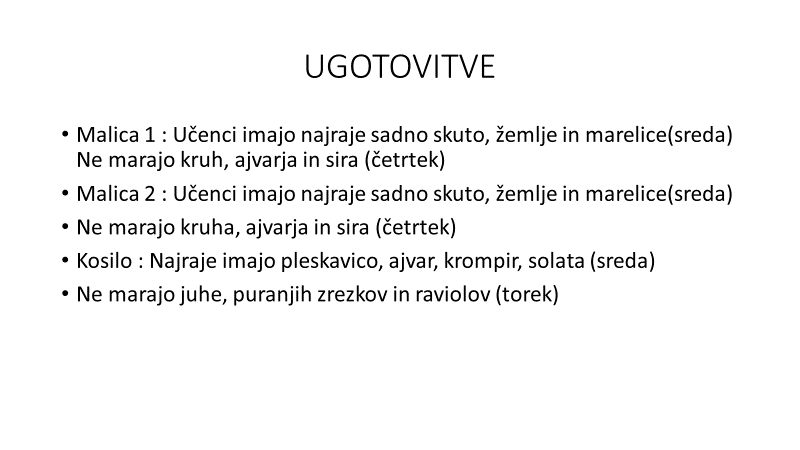 UGOTOVITVE
• Malica 1 : Učenci imajo najraje sadno skuto, žemlje in marelice(sreda)
Ne marajo kruh, ajvarja in sira (četrtek)
• Malica 2 : Učenci imajo najraje sadno skuto, žemlje in marelice(sreda)
• Ne marajo kruha, ajvarja in sira (četrtek)
• Kosilo : Najraje imajo pleskavico, ajvar, krompir, solata (sreda)
• Ne marajo juhe, puranjih zrezkov in raviolov (torek)